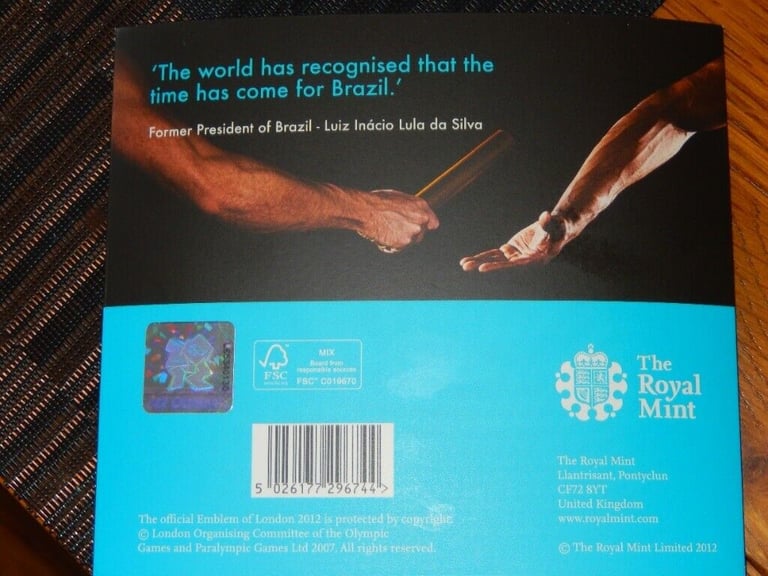 'The world has recognised that the
time has come for Brazil.'
Former President of Brazil - Luiz Inácio Lula da Silva
MIX
Board from
responsible sources
FSC
FSC™ C019670
The
Royal
Mint
5 026177 296744 >
The Royal Mint
Llantrisant, Pontyclun
CF72 8YT
United Kingdom
www.royalmint.com
The official Emblem of London 2012 is protected by copyright.
© London Organising Committee of the Olympic
Games and Paralympic Games Ltd 2007. All rights reserved.
© The Royal Mint Limited 2012